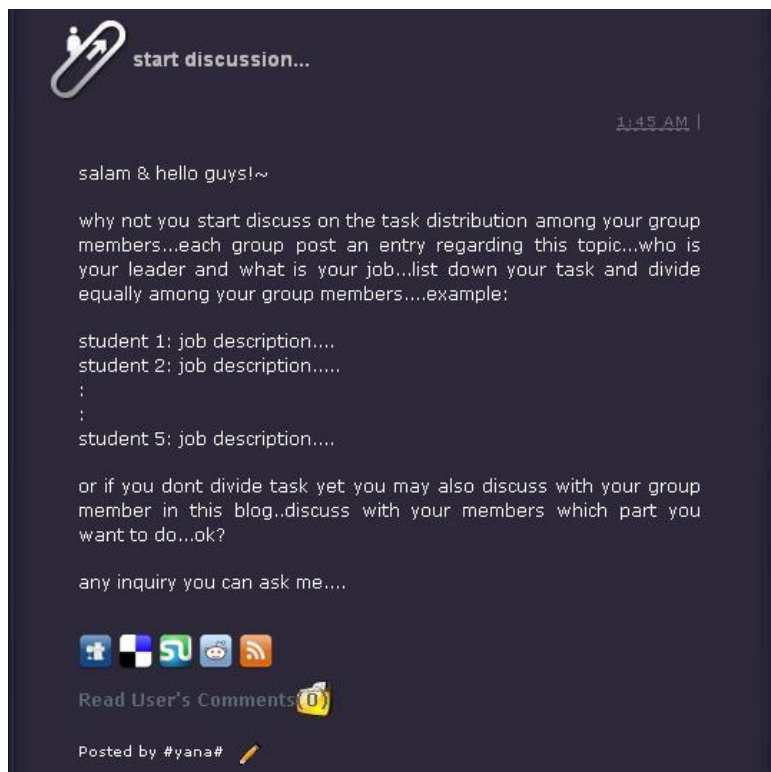 start discussion...
1:45 AM |
salam & hello guys!~
why not you start discuss on the task distribution among your group
members...each group post an entry regarding this topic...who is
your leader and what is your job...list down your task and divide
equally among your group members....example:
student 1: job description....
student 2: job description.....
:
:
student 5: job description....
or if you dont divide task yet you may also discuss with your group
member in this blog..discuss with your members which part you
want to do...ok?
any inquiry you can ask me....
Read User's Comments(0)
Posted by #yana#